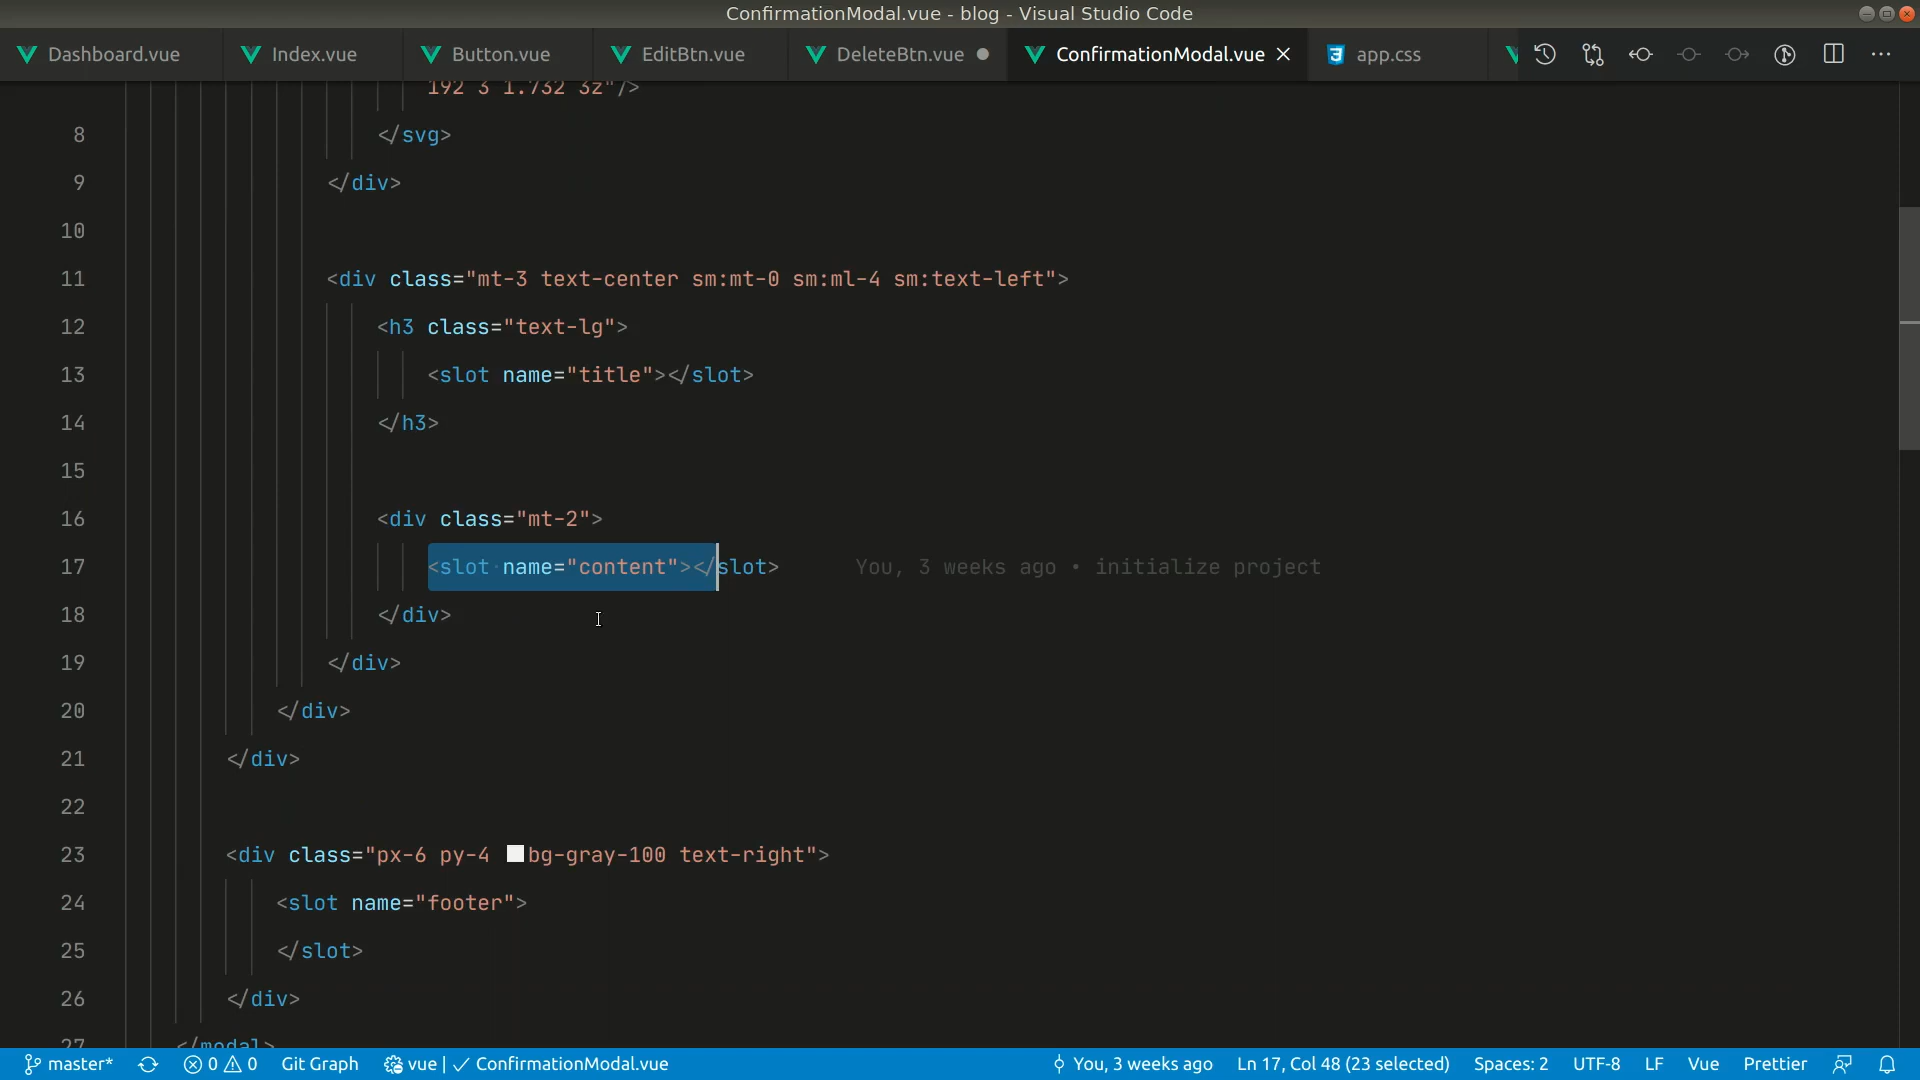 ConfirmationModal.vue - blog - Visual Studio Code
Dashboard.vue Index.vue Button.vue EditBtn.vue DeleteBtn.vue ConfirmationModal.vue app.css
192 3 1.732 3z"/>
8 </svg>
9 </div>
10
11 <div class="mt-3 text-center sm:mt-0 sm:ml-4 sm:text-left">
12 <h3 class="text-lg">
13 <slot name="title"></slot>
14 </h3>
15
16 <div class="mt-2">
17 <slot name="content"></slot> You, 3 weeks ago • initialize project
18 </div>
19 </div>
20 </div>
21 </div>
22
23 <div class="px-6 py-4 bg-gray-100 text-right">
24 <slot name="footer">
25 </slot>
26 </div>
27 </modal>
master* 0 0 Git Graph vue | ✓ ConfirmationModal.vue You, 3 weeks ago Ln 17, Col 48 (23 selected) Spaces: 2 UTF-8 LF Vue Prettier